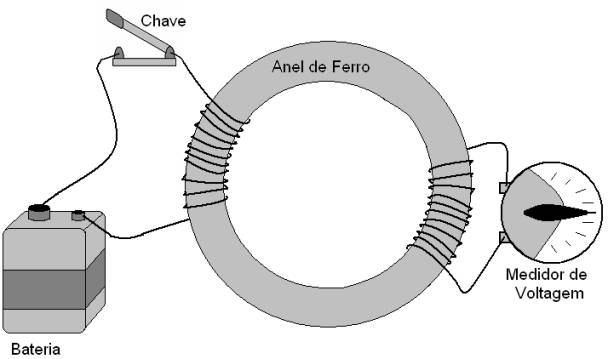 Chave
Anel de Ferro
Medidor de
Voltagem
Bateria